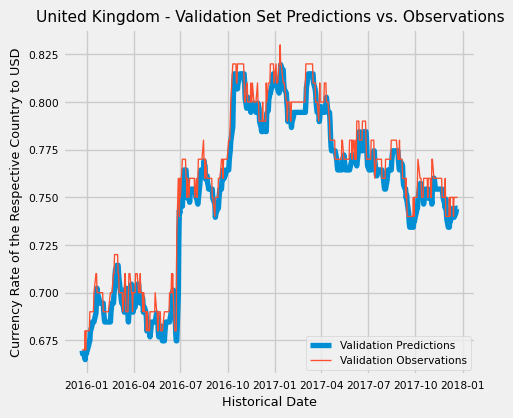 United Kingdom - Validation Set Predictions vs. Observations
Currency Rate of the Respective Country to USD
0.825
0.800
0.775
0.750
0.725
0.700
0.675
Validation Predictions
Validation Observations
2016-01 2016-04 2016-07 2016-10 2017-01 2017-04 2017-07 2017-10 2018-01
Historical Date